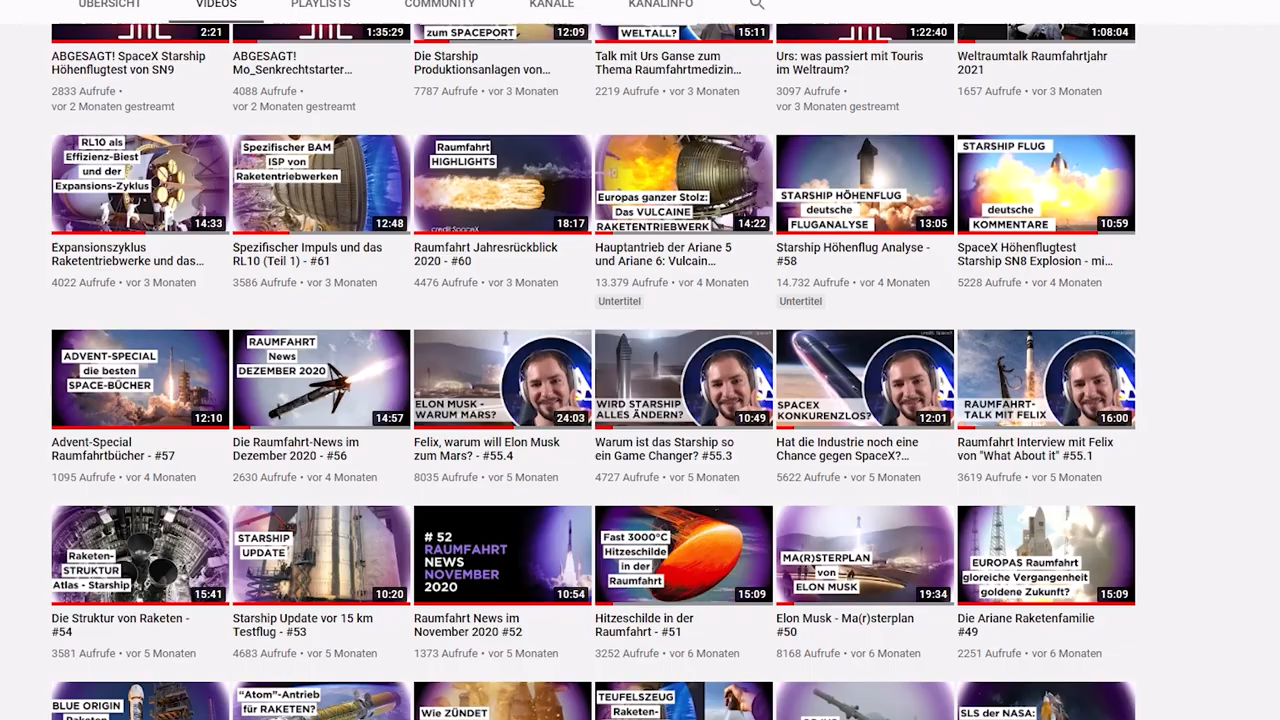 ÜBERSICHT VIDEOS PLAYLISTS COMMUNITY KANÄLE KANALINFO
2:21
1:35:29
zum SPACEPORT
12:09
WELTALL?
15:11
1:22:40
1:08:04
ABGESAGT! SpaceX Starship
Höhenflugtest von SN9
2833 Aufrufe •
vor 2 Monaten gestreamt
ABGESAGT!
Mo_Senkrechtstarter...
4088 Aufrufe •
vor 2 Monaten gestreamt
Die Starship
Produktionsanlagen von...
7787 Aufrufe • vor 3 Monaten
Talk mit Urs Ganse zum
Thema Raumfahrtmedizin...
2219 Aufrufe • vor 3 Monaten
Urs: was passiert mit Touris
im Weltraum?
3097 Aufrufe •
vor 3 Monaten gestreamt
Weltraumtalk Raumfahrtjahr
2021
1657 Aufrufe • vor 3 Monaten
RL10 als
Effizienz-Biest
und der
Expansions-Zyklus
14:33
Expansionszyklus
Raketentriebwerke und das...
4022 Aufrufe • vor 3 Monaten
Spezifischer BAM
ISP von
Raketentriebwerken
12:48
Spezifischer Impuls und das
RL10 (Teil 1) - #61
3586 Aufrufe • vor 3 Monaten
Raumfahrt
HIGHLIGHTS
credit:SpaceX
18:17
Raumfahrt Jahresrückblick
2020 - #60
4476 Aufrufe • vor 3 Monaten
Europas ganzer Stolz:
Das VULCAINE
RAKETENTRIEBWERK
14:22
Hauptantrieb der Ariane 5
und Ariane 6: Vulcain...
13.379 Aufrufe • vor 4 Monaten
Untertitel
STARSHIP HÖHENFLUG
deutsche
FLUGANALYSE
13:05
Starship Höhenflug Analyse -
#58
14.732 Aufrufe • vor 4 Monaten
Untertitel
STARSHIP FLUG
deutsche
KOMMENTARE
10:59
SpaceX Höhenflugtest
Starship SN8 Explosion - mi...
5228 Aufrufe • vor 4 Monaten
ADVENT-SPECIAL
die besten
SPACE-BÜCHER
12:10
Advent-Special
Raumfahrtbücher - #57
1095 Aufrufe • vor 4 Monaten
RAUMFAHRT
News
DEZEMBER 2020
14:57
Die Raumfahrt-News im
Dezember 2020 - #56
2630 Aufrufe • vor 4 Monaten
ELON MUSK -
WARUM MARS?
24:03
Felix, warum will Elon Musk
zum Mars? - #55.4
8035 Aufrufe • vor 5 Monaten
WIRD STARSHIP
ALLES ÄNDERN?
10:49
Warum ist das Starship so
ein Game Changer? #55.3
4727 Aufrufe • vor 5 Monaten
SPACEX
KONKURENZLOS?
12:01
Hat die Industrie noch eine
Chance gegen SpaceX?...
5622 Aufrufe • vor 5 Monaten
RAUMFAHRT-
TALK MIT FELIX
16:00
Raumfahrt Interview mit Felix
von "What About it" #55.1
3619 Aufrufe • vor 5 Monaten
Raketen-
STRUKTUR
Atlas - Starship
15:41
Die Struktur von Raketen -
#54
3581 Aufrufe • vor 5 Monaten
STARSHIP
UPDATE
10:20
Starship Update vor 15 km
Testflug - #53
4683 Aufrufe • vor 5 Monaten
# 52
RAUMFAHRT
NEWS
NOVEMBER
2020
10:54
Raumfahrt News im
November 2020 #52
1373 Aufrufe • vor 5 Monaten
Fast 3000°C
Hitzeschilde
in der
Raumfahrt
15:09
Hitzeschilde in der
Raumfahrt - #51
3252 Aufrufe • vor 6 Monaten
MA(R)STERPLAN
von
ELON MUSK
19:34
Elon Musk - Ma(r)sterplan
#50
8168 Aufrufe • vor 6 Monaten
EUROPAS Raumfahrt
gloreiche Vergangenheit
goldene Zukunft?
15:09
Die Ariane Raketenfamilie
#49
2251 Aufrufe • vor 6 Monaten
BLUE ORIGIN
Raketen
"Atom"-Antrieb
für RAKETEN?
Wie ZÜNDET
TEUFELSZEUG
Raketen-
SLS der NASA: